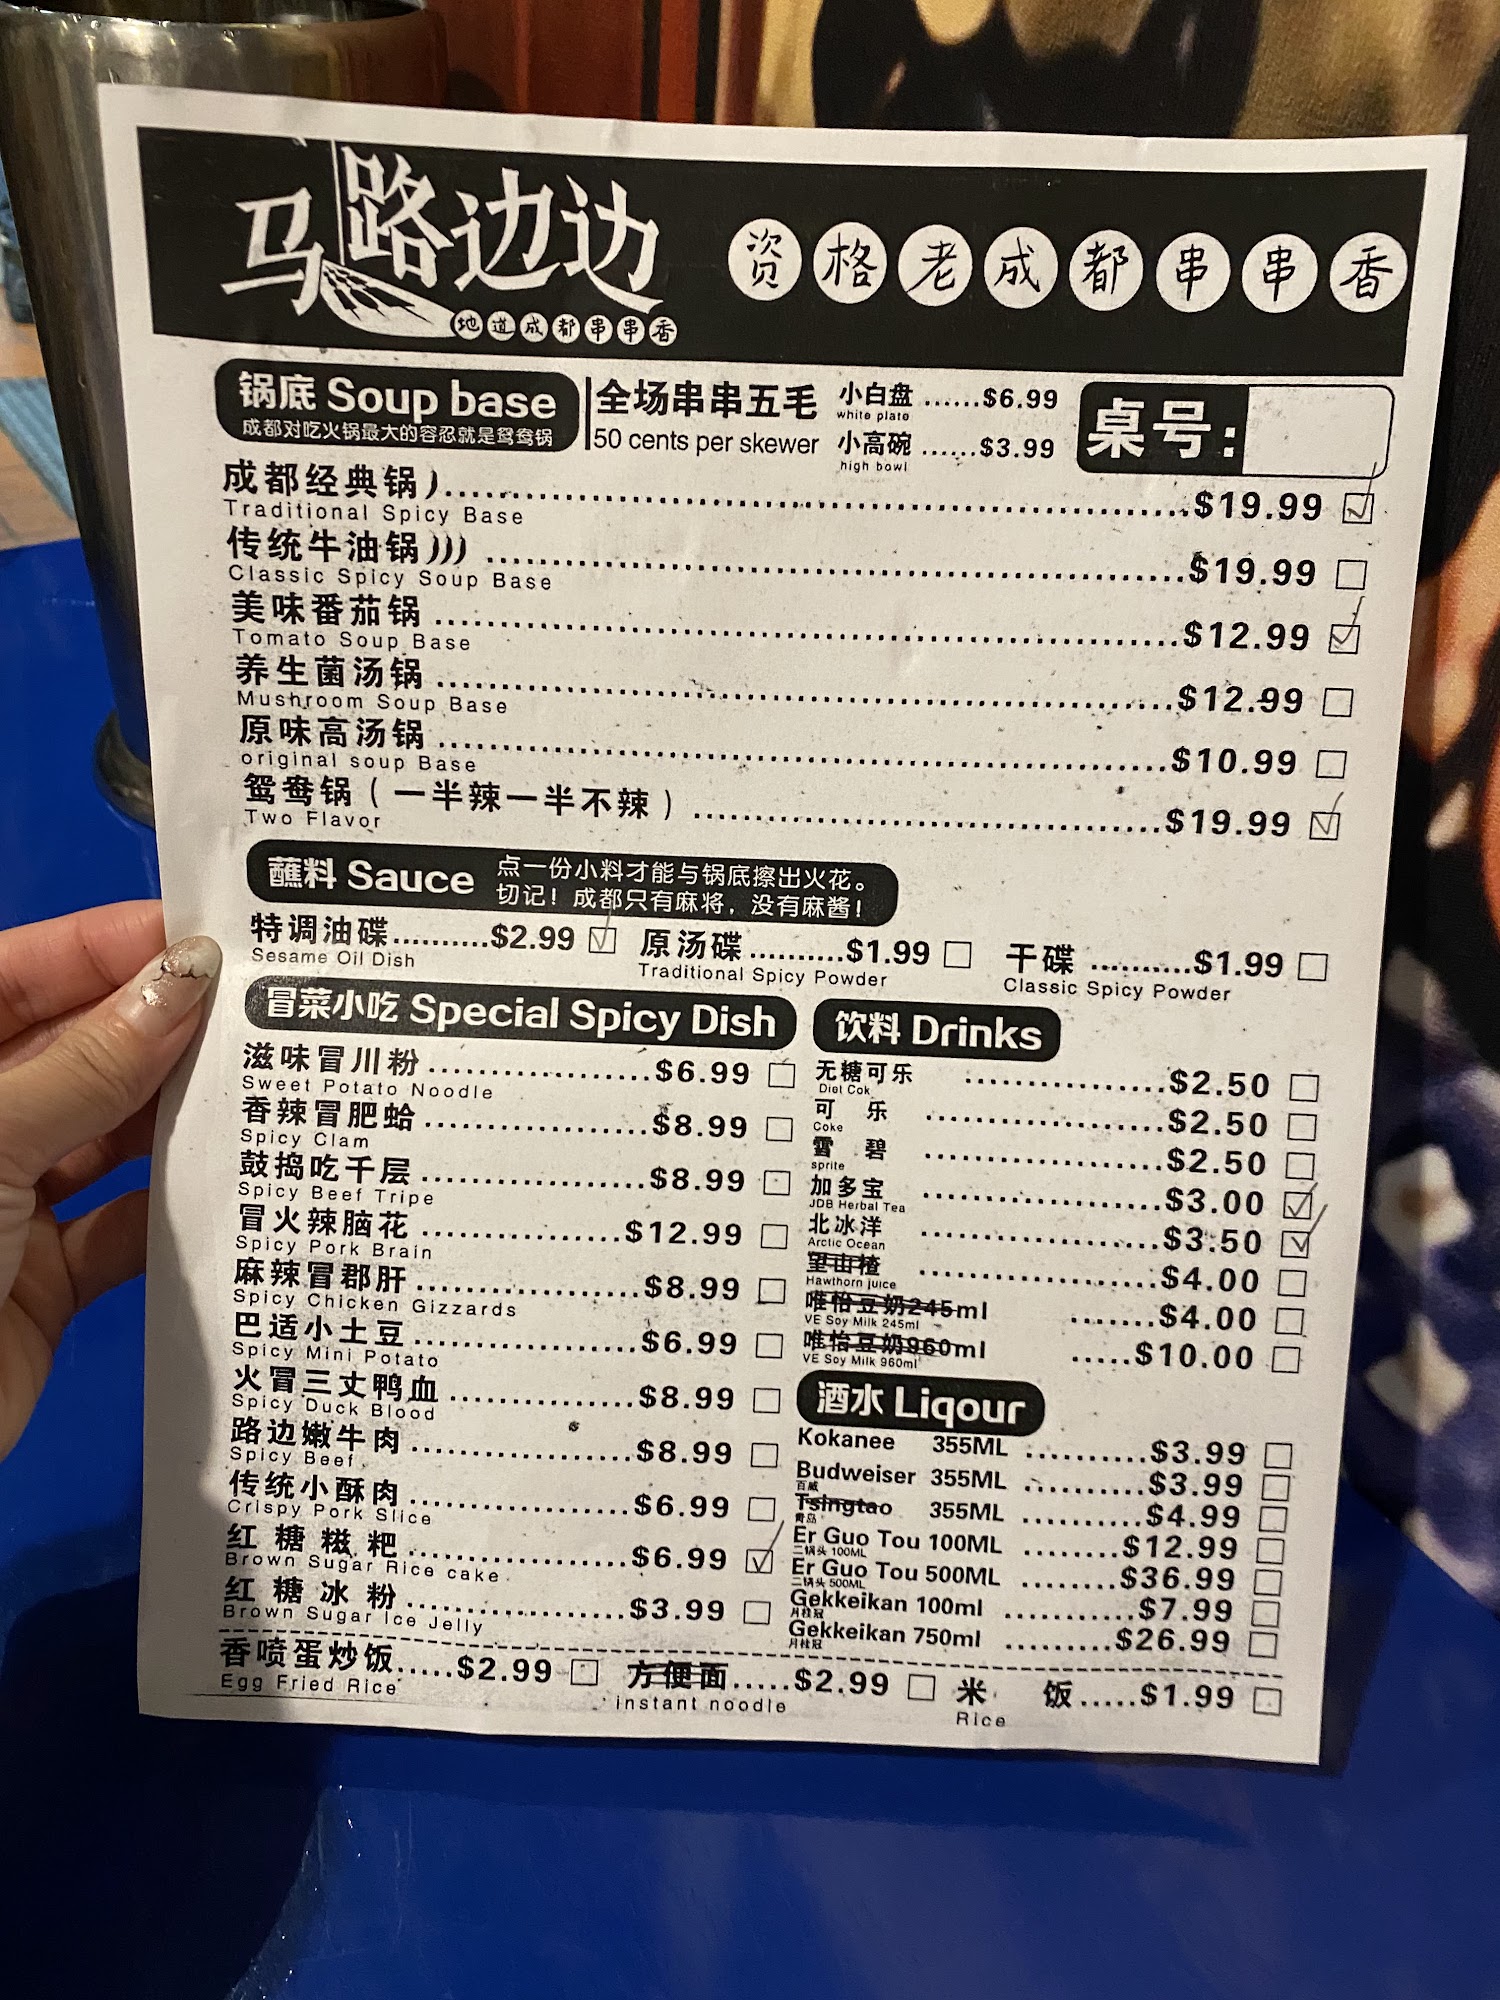 马路边边
地道成都串串香
资格老成都串串香
锅底 Soup base
成都对吃火锅最大的容忍就是鸳鸯锅
全场串串五毛
50 cents per skewer
小白盘 ......$6.99
white plate
小高碗 ......$3.99
high bowl
桌号:
成都经典锅 ...... $19.99
Traditional Spicy Base
传统牛油锅 ...... $19.99
Classic Spicy Soup Base
美味番茄锅 ...... $12.99
Tomato Soup Base
养生菌汤锅 ...... $12.99
Mushroom Soup Base
原味高汤锅 ...... $10.99
original soup Base
鸳鸯锅（一半辣一半不辣） ...... $19.99
Two Flavor
蘸料 Sauce
点一份小料才能与锅底擦出火花。
切记！成都只有麻将，没有麻酱！
特调油碟..........$2.99
Sesame Oil Dish
原汤碟..........$1.99
Traditional Spicy Powder
干碟 ..........$1.99
Classic Spicy Powder
冒菜小吃 Special Spicy Dish
滋味冒川粉 ...... $6.99
Sweet Potato Noodle
香辣冒肥蛤 ...... $8.99
Spicy Clam
鼓捣吃千层 ...... $8.99
Spicy Beef Tripe
冒火辣脑花 ...... $12.99
Spicy Pork Brain
麻辣冒郡肝 ...... $8.99
Spicy Chicken Gizzards
巴适小土豆 ...... $6.99
Spicy Mini Potato
火冒三丈鸭血 ...... $8.99
Spicy Duck Blood
路边嫩牛肉 ...... $8.99
Spicy Beef
传统小酥肉 ...... $6.99
Crispy Pork Slice
红糖糍粑 ...... $6.99
Brown Sugar Rice cake
红糖冰粉 ...... $3.99
Brown Sugar Ice Jelly
饮料 Drinks
无糖可乐 ...... $2.50
Diet Cok
可乐 ...... $2.50
Coke
雪碧 ...... $2.50
sprite
加多宝 ...... $3.00
JDB Herbal Tea
北冰洋 ...... $3.50
Arctic Ocean
望山楂 ...... $4.00
Hawthorn juice
唯怡豆奶245ml ...... $4.00
VE Soy Milk 245ml
唯怡豆奶960ml ..... $10.00
VE Soy Milk 960ml
酒水 Liqour
Kokanee 355ML ...... $3.99
Budweiser 355ML ...... $3.99
百威
Tsingtao 355ML ...... $4.99
青岛
Er Guo Tou 100ML ...... $12.99
二锅头 100ML
Er Guo Tou 500ML ...... $36.99
二锅头 500ML
Gekkeikan 100ml ...... $7.99
月桂冠
Gekkeikan 750ml ...... $26.99
月桂冠
香喷蛋炒饭.....$2.99
Egg Fried Rice
方便面.....$2.99
instant noodle
米饭.....$1.99
Rice